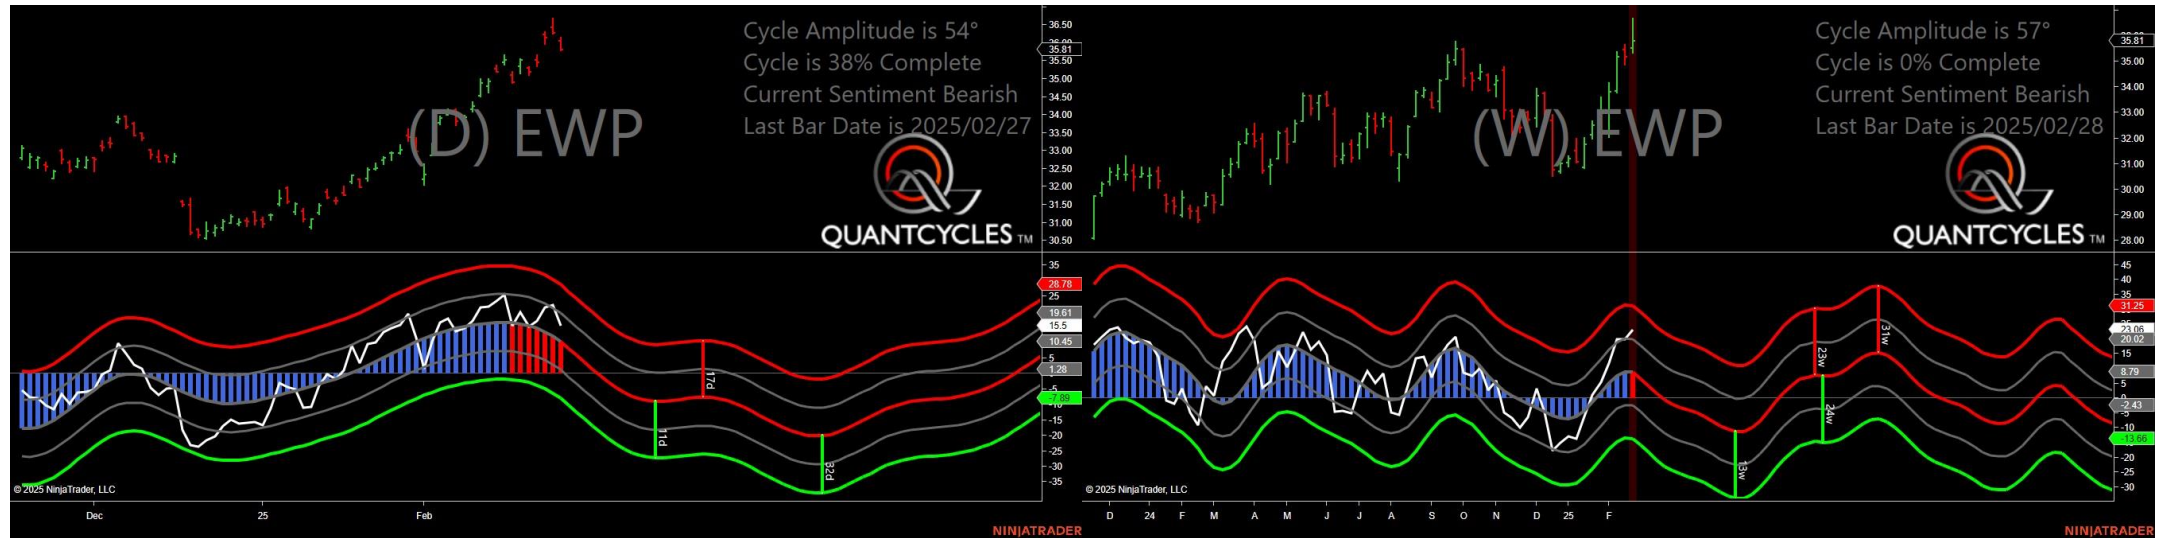 Cycle Amplitude is 54°
Cycle is 38% Complete
Current Sentiment Bearish
Last Bar Date is 2025/02/27
(D) EWP
QUANTCYCLES TM
36.50
35.81
35.50
35.00
34.50
34.00
33.50
33.00
32.50
32.00
31.50
31.00
30.50
35
28.78
25
19.61
15.5
10.45
5
1.28
-5
-7.89
-15
-20
-25
-30
-35
17d
11d
32d
© 2025 NinjaTrader, LLC
Dec
25
Feb
NINJATRADER
Cycle Amplitude is 57°
Cycle is 0% Complete
Current Sentiment Bearish
Last Bar Date is 2025/02/28
(W) EWP
QUANTCYCLES TM
35.81
35.00
34.00
33.00
32.00
31.00
30.00
29.00
28.00
45
40
35
31.25
23.06
20.02
15
8.79
5
-2.43
-5
-10
-13.66
-20
-25
-30
23w
31w
24w
13w
© 2025 NinjaTrader, LLC
D 24 F M A M J J A S O N D 25 F
NINJATRADER